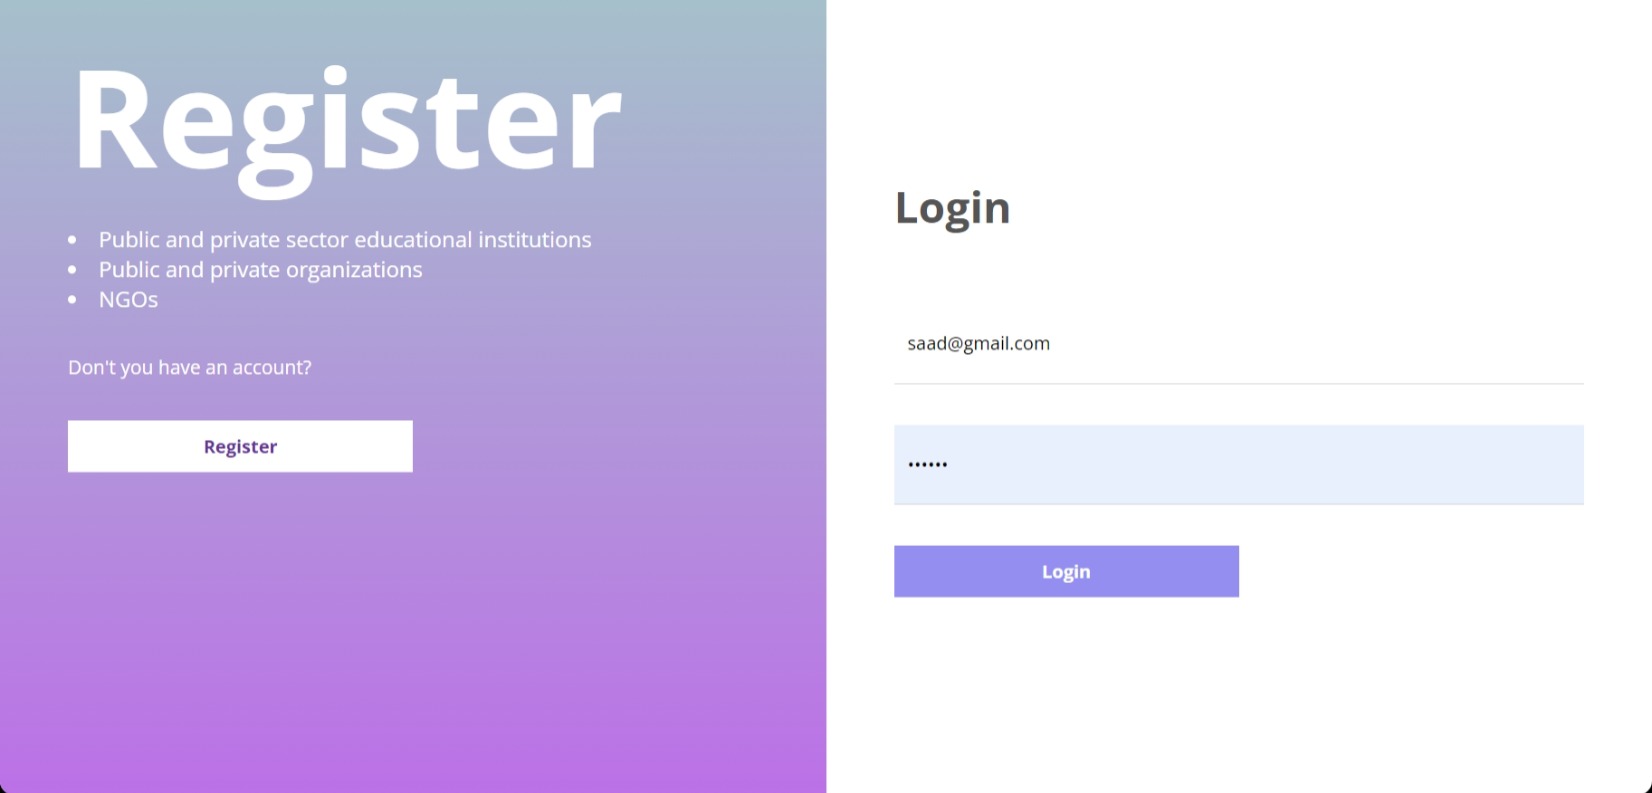 Register
• Public and private sector educational institutions
• Public and private organizations
• NGOs
Don't you have an account?
Register
Login
saad@gmail.com
••••••
Login